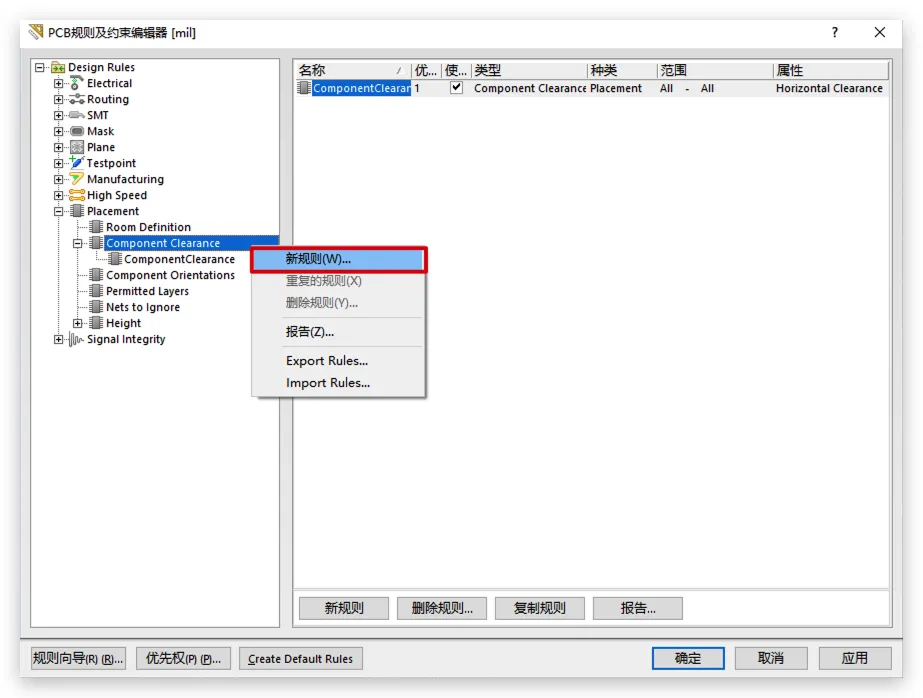 PCB规则及约束编辑器 [mil]
?
Design Rules
Electrical
Routing
SMT
Mask
Plane
Testpoint
Manufacturing
High Speed
Placement
Room Definition
Component Clearance
ComponentClearance
Component Orientations
Permitted Layers
Nets to Ignore
Height
Signal Integrity
名称 / 优... 使... 类型 种类 范围 属性
ComponentClearar 1 Component Clearance Placement All - All Horizontal Clearance
新规则(W)...
重复的规则(X)
删除规则(Y)...
报告(Z)...
Export Rules...
Import Rules...
新规则 删除规则... 复制规则 报告...
规则向导(R) (R)... 优先权(P) (P)... Create Default Rules 确定 取消 应用